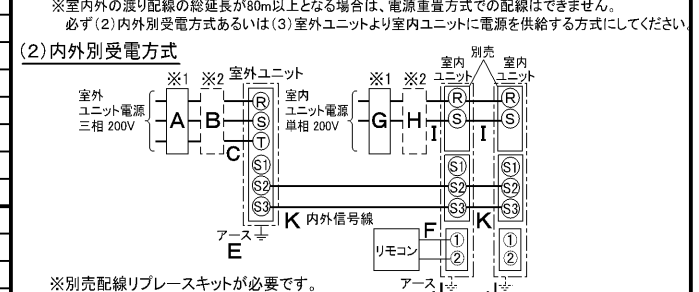 ※室内外の渡り配線の総延長が80m以上となる場合は、電源重畳方式での配線はできません。
必ず(2)内外別受電方式あるいは(3)室外ユニットより室内ユニットに電源を供給する方式にしてください。
(2)内外別受電方式
別売
※1 ※2 室外ユニット ※1 ※2 室内ユニット 室内ユニット
室外
ユニット電源
三相 200V
A B C
R
S
T
S1
S2
S3
室内
ユニット電源
単相 200V
G H I I
R R
S S
S1 S1
S2 S2
S3 S3
K 内外信号線 F K
アース
E
リモコン
① ①
② ②
※別売配線リプレースキットが必要です。
アース J J